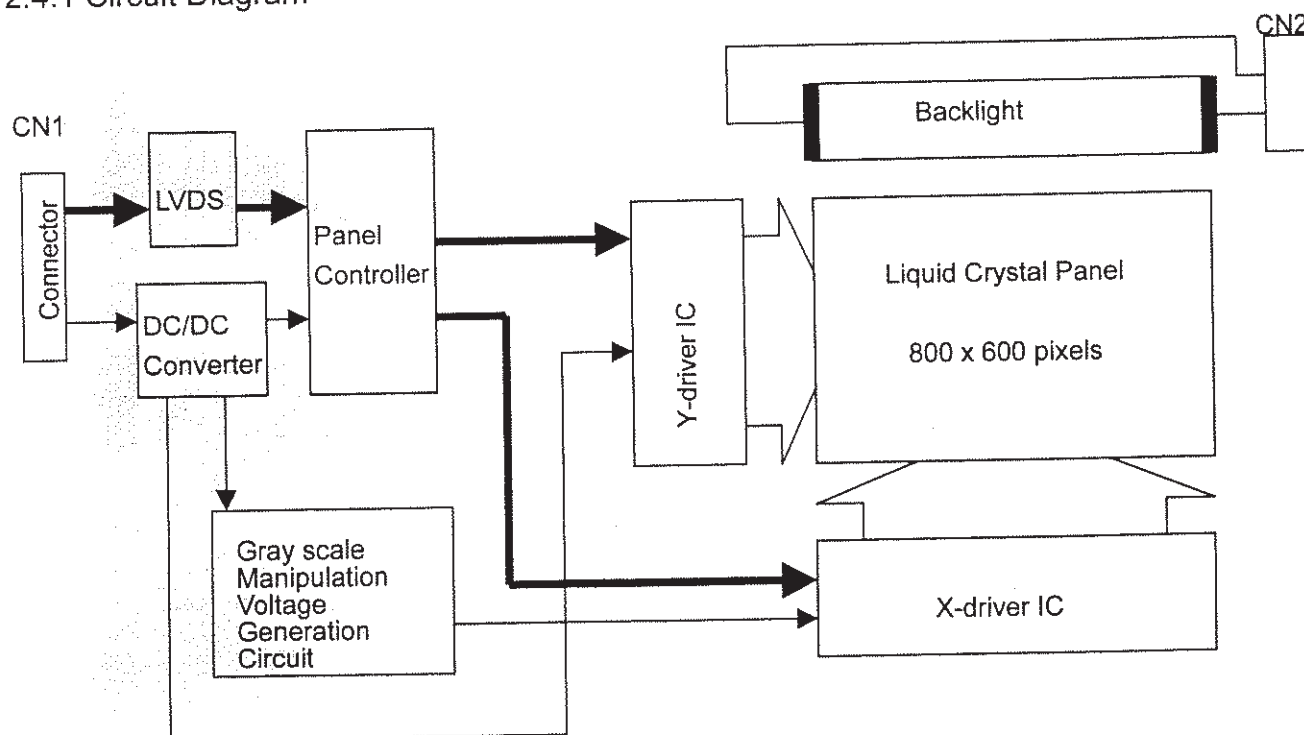 2.4.1 Circuit Diagram
CN2
Backlight
CN1
LVDS
Connector
Panel
Controller
Liquid Crystal Panel
DC/DC
Converter
800 x 600 pixels
Y-driver IC
Gray scale
Manipulation
Voltage
Generation
Circuit
X-driver IC